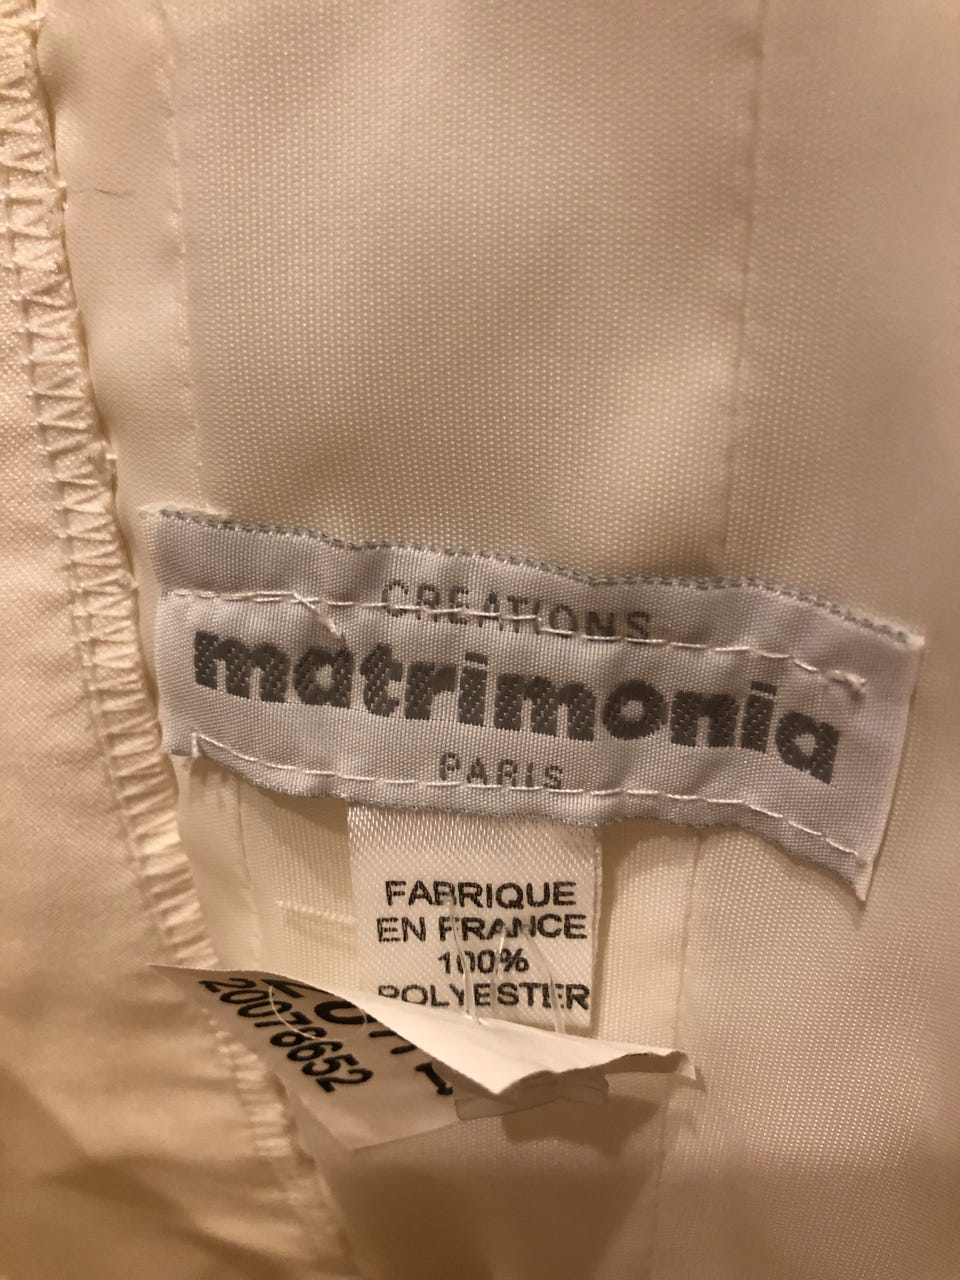 CREATIONS
matrimonia
PARIS
FABRIQUE
EN FRANCE
100%
POLYESTER
20078652